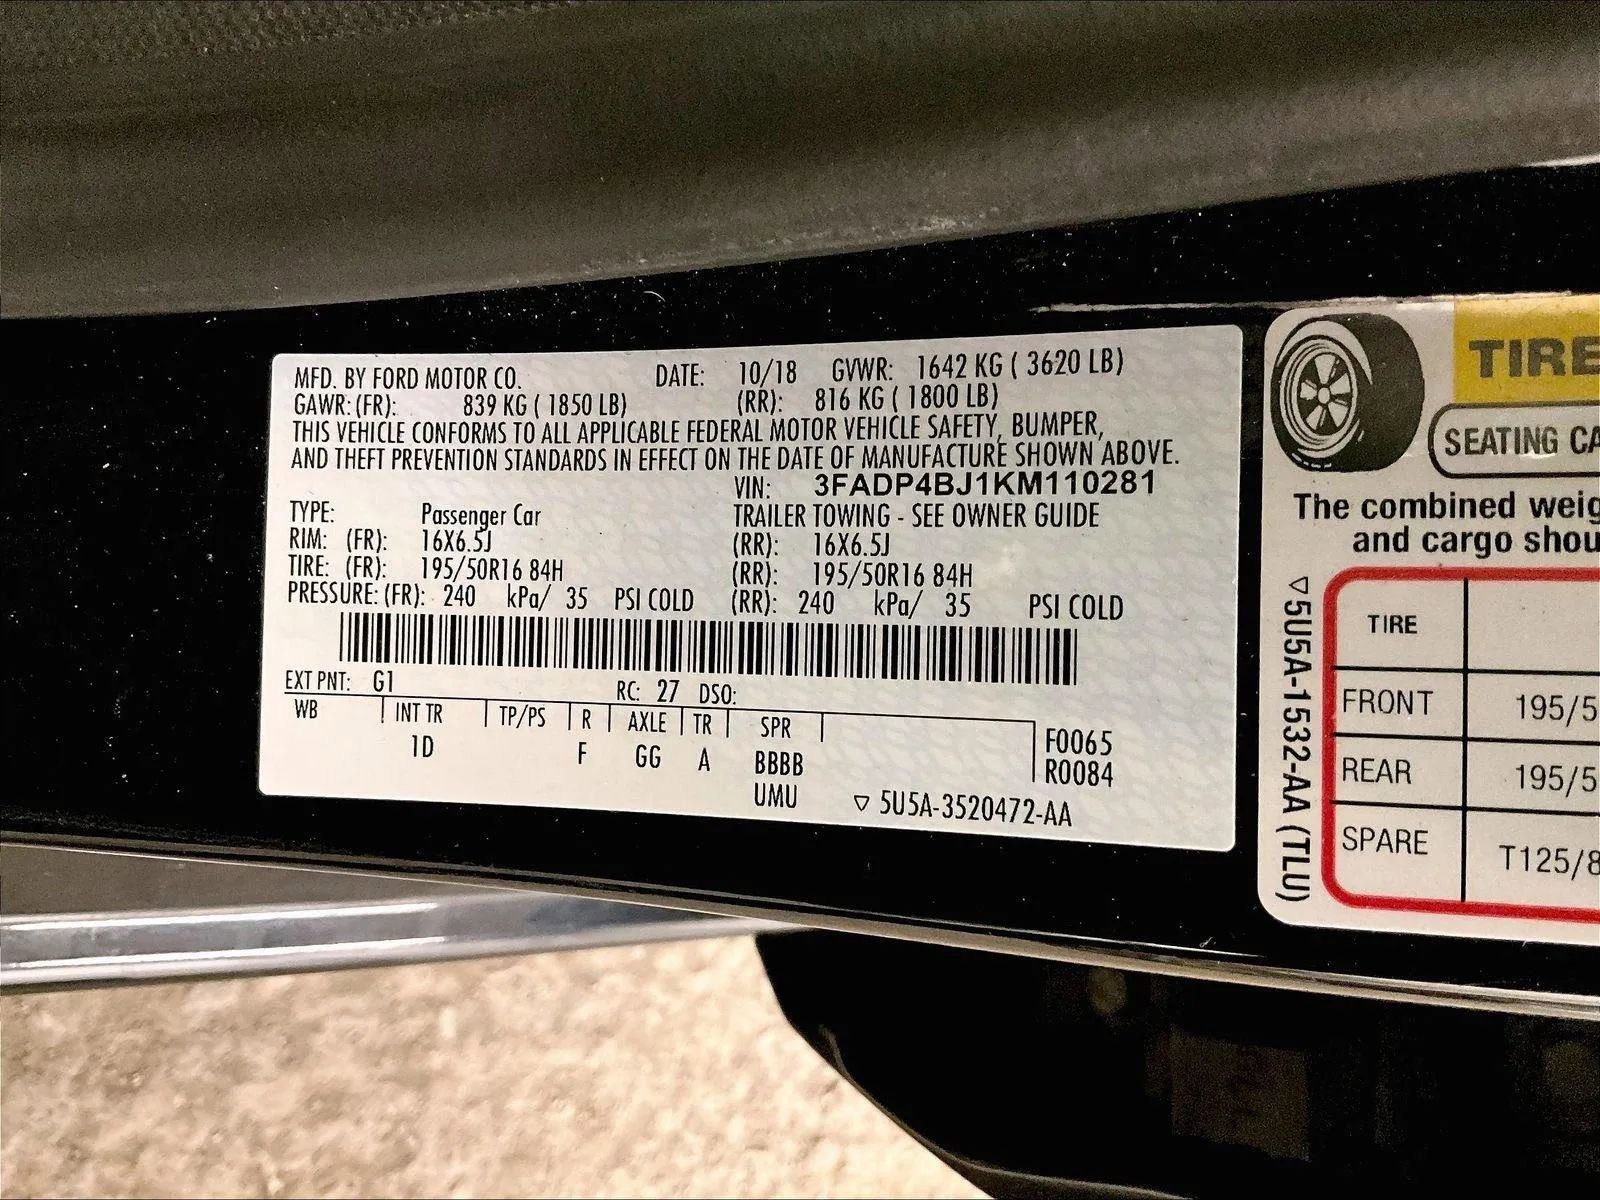 MFD. BY FORD MOTOR CO. DATE: 10/18 GVWR: 1642 KG ( 3620 LB)
GAWR: (FR): 839 KG ( 1850 LB) (RR): 816 KG ( 1800 LB)
THIS VEHICLE CONFORMS TO ALL APPLICABLE FEDERAL MOTOR VEHICLE SAFETY, BUMPER,
AND THEFT PREVENTION STANDARDS IN EFFECT ON THE DATE OF MANUFACTURE SHOWN ABOVE.
VIN: 3FADP4BJ1KM110281
TYPE: Passenger Car TRAILER TOWING - SEE OWNER GUIDE
RIM: (FR): 16X6.5J (RR): 16X6.5J
TIRE: (FR): 195/50R16 84H (RR): 195/50R16 84H
PRESSURE: (FR): 240 kPa/ 35 PSI COLD (RR): 240 kPa/ 35 PSI COLD
EXT PNT: G1 RC: 27 DSO:
WB INT TR TP/PS R AXLE TR SPR F0065
1D F GG A BBBB R0084
UMU ▽ 5U5A-3520472-AA
TIRE
SEATING CA
The combined weig
and cargo shou
▽5U5A-1532-AA (TLU)
TIRE
FRONT 195/5
REAR 195/5
SPARE T125/8